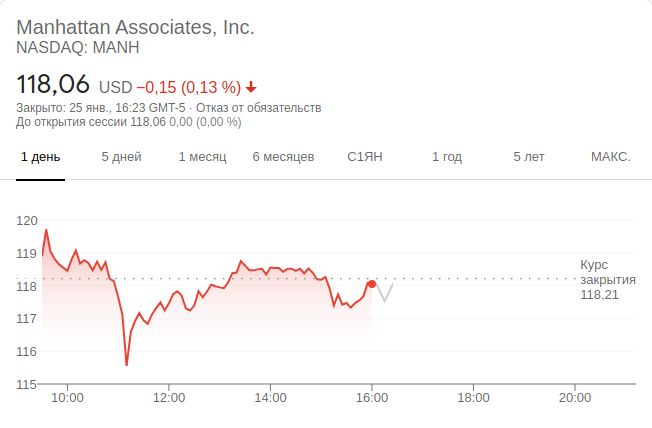 Manhattan Associates, Inc.
NASDAQ: MANH
118,06 USD −0,15 (0,13 %)
Закрыто: 25 янв., 16:23 GMT-5 · Отказ от обязательств
До открытия сессии 118,06 0,00 (0,00 %)
1 день 5 дней 1 месяц 6 месяцев С1ЯН 1 год 5 лет МАКС.
120
119
Курс
закрытия
118
118,21
117
116
115
10:00 12:00 14:00 16:00 18:00 20:00